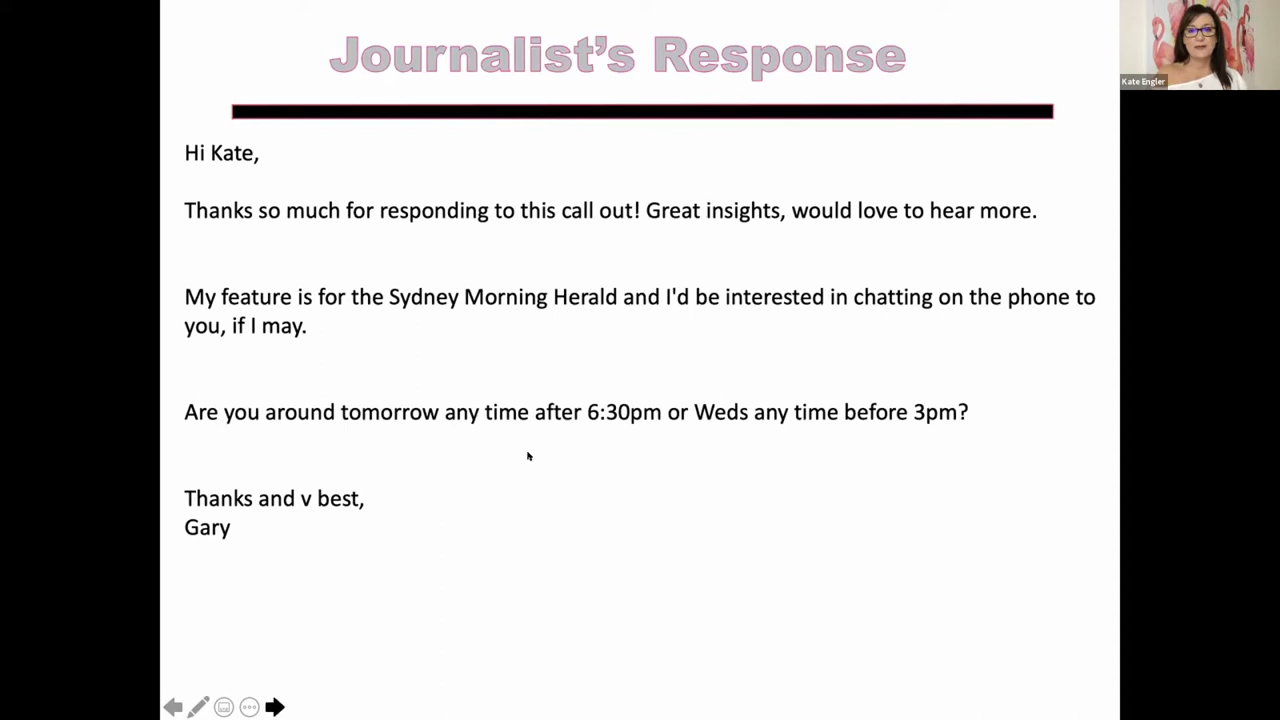 Journalist's Response
Kate Engler
Hi Kate,
Thanks so much for responding to this call out! Great insights, would love to hear more.
My feature is for the Sydney Morning Herald and I'd be interested in chatting on the phone to
you, if I may.
Are you around tomorrow any time after 6:30pm or Weds any time before 3pm?
Thanks and v best,
Gary